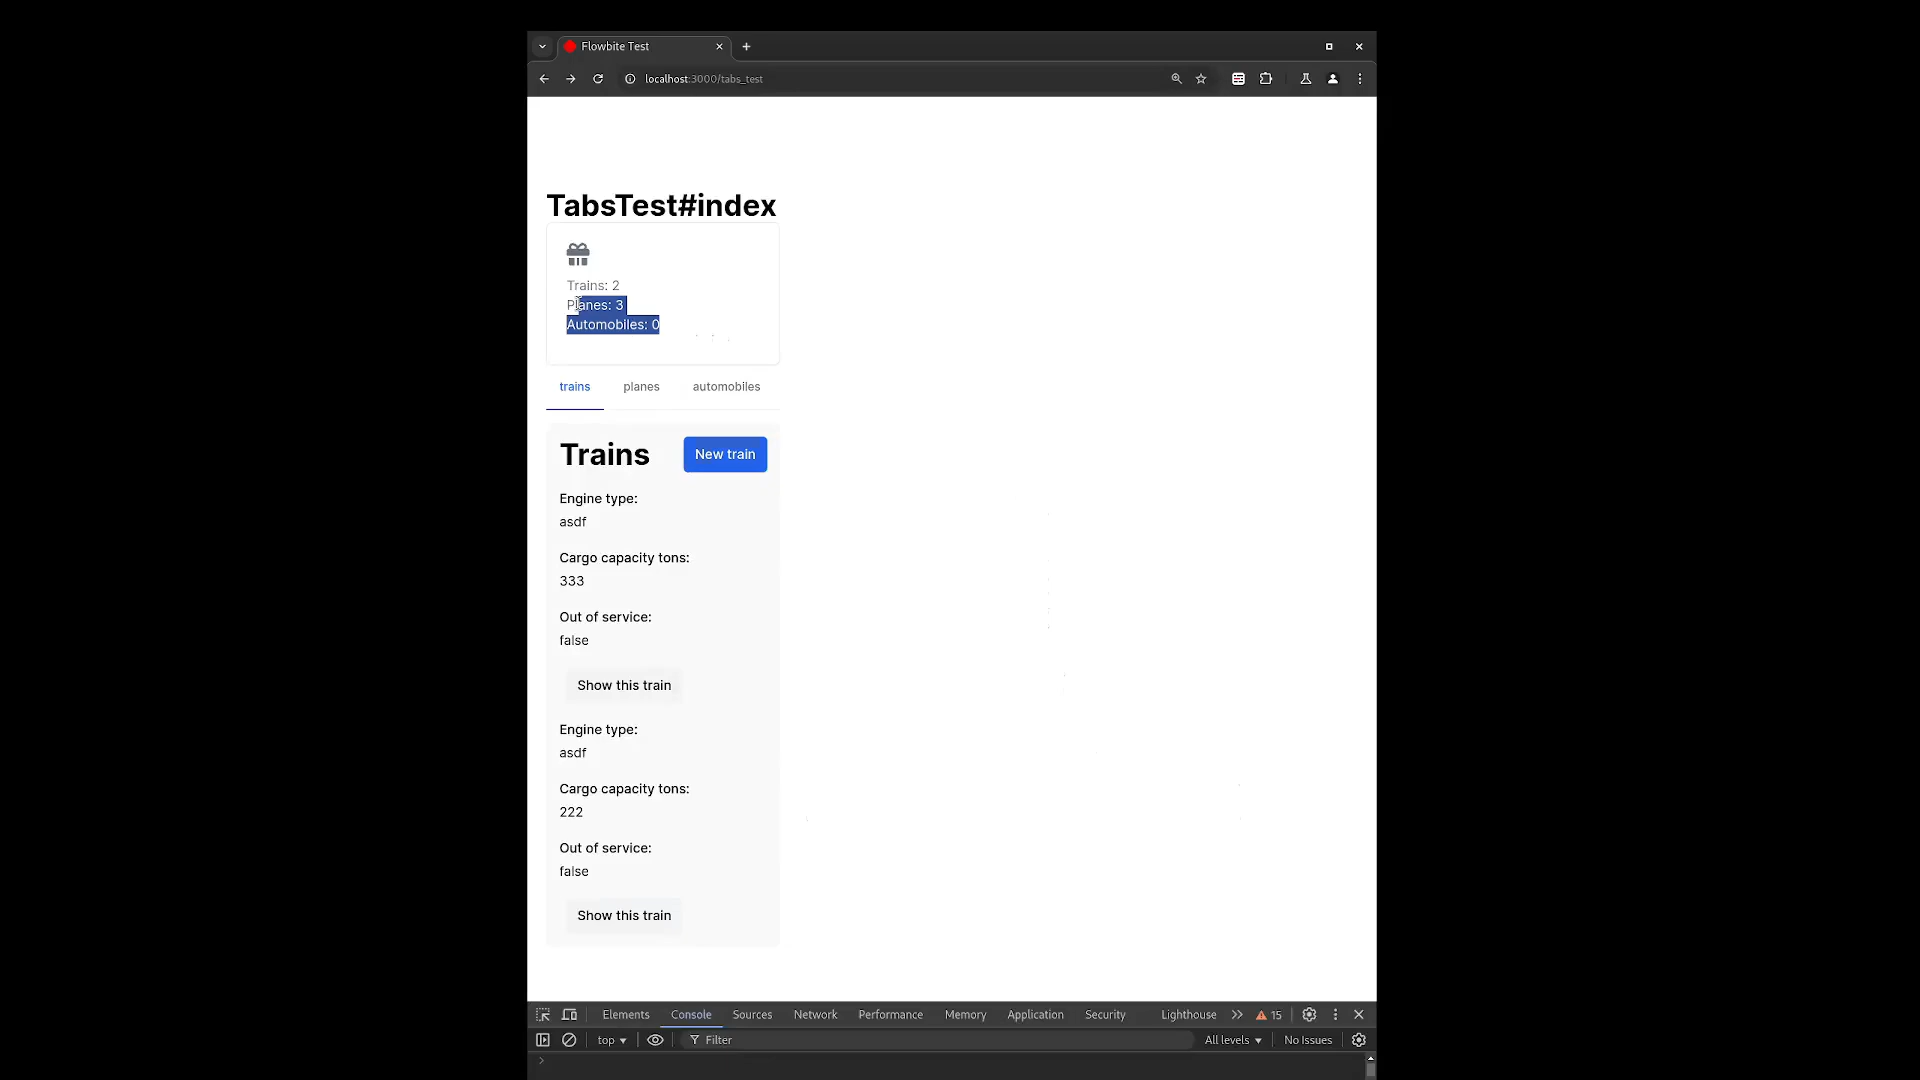 Flowbite Test
localhost:3000/tabs_test
TabsTest#index
Trains: 2
Planes: 3
Automobiles: 0
trains planes automobiles
Trains New train
Engine type:
asdf
Cargo capacity tons:
333
Out of service:
false
Show this train
Engine type:
asdf
Cargo capacity tons:
222
Out of service:
false
Show this train
Elements Console Sources Network Performance Memory Application Security Lighthouse 15
top Filter All levels No Issues